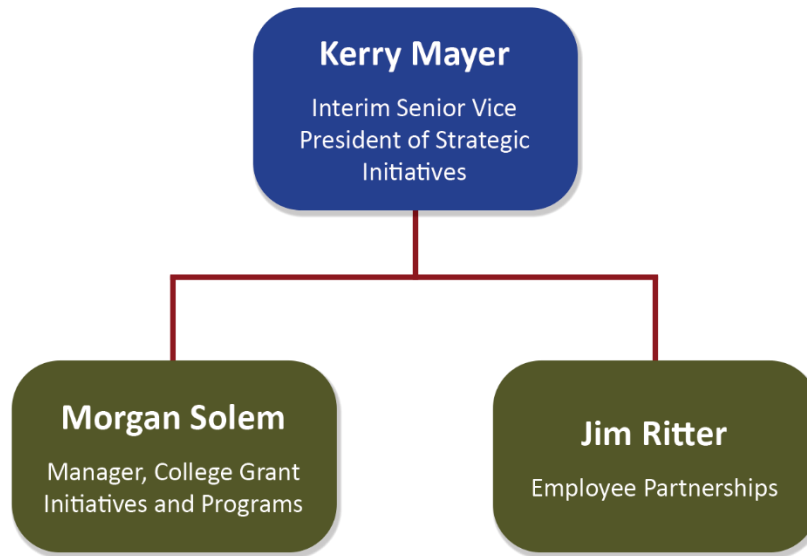 Kerry Mayer
Interim Senior Vice
President of Strategic
Initiatives
Morgan Solem
Manager, College Grant
Initiatives and Programs
Jim Ritter
Employee Partnerships